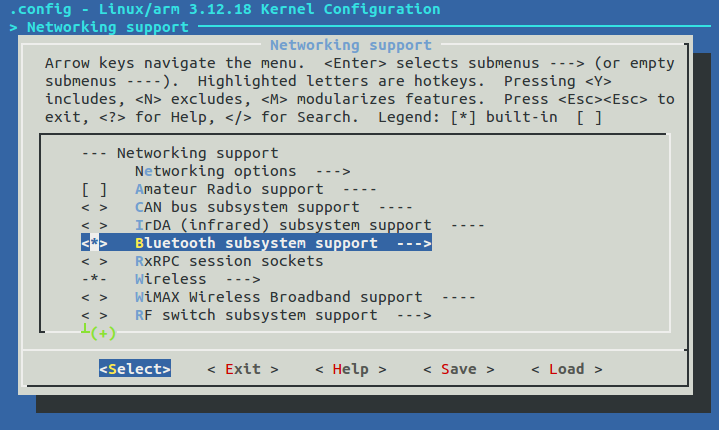 .config - Linux/arm 3.12.18 Kernel Configuration
> Networking support
Networking support
Arrow keys navigate the menu.  <Enter> selects submenus ---> (or empty
submenus ----).  Highlighted letters are hotkeys.  Pressing <Y>
includes, <N> excludes, <M> modularizes features.  Press <Esc><Esc> to
exit, <?> for Help, </> for Search.  Legend: [*] built-in  [ ]
--- Networking support
Networking options  --->
[ ]   Amateur Radio support  ----
< >   CAN bus subsystem support  ----
< >   IrDA (infrared) subsystem support  ----
<*>   Bluetooth subsystem support  --->
< >   RxRPC session sockets
-*-   Wireless  --->
< >   WiMAX Wireless Broadband support  ----
< >   RF switch subsystem support  --->
┴(+)
<Select>    < Exit >    < Help >    < Save >    < Load >